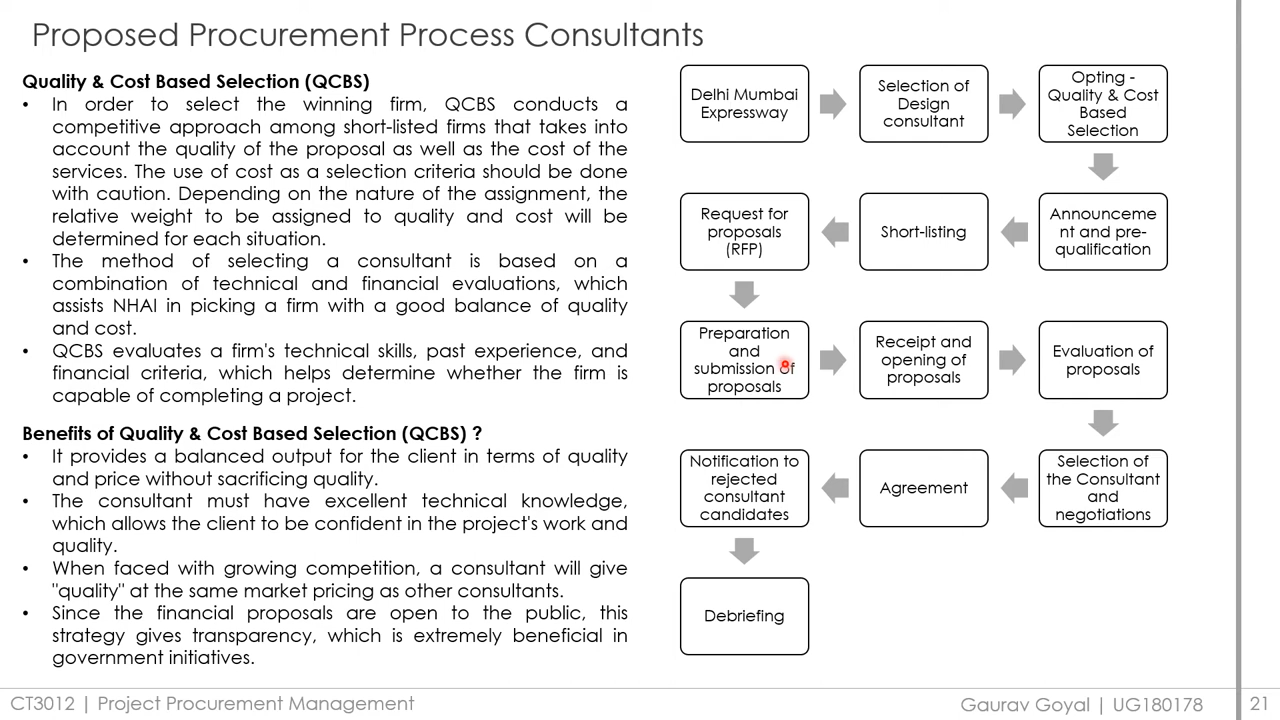 Proposed Procurement Process Consultants
Quality & Cost Based Selection (QCBS)
• In order to select the winning firm, QCBS conducts a
competitive approach among short-listed firms that takes into
account the quality of the proposal as well as the cost of the
services. The use of cost as a selection criteria should be done
with caution. Depending on the nature of the assignment, the
relative weight to be assigned to quality and cost will be
determined for each situation.
• The method of selecting a consultant is based on a
combination of technical and financial evaluations, which
assists NHAI in picking a firm with a good balance of quality
and cost.
• QCBS evaluates a firm's technical skills, past experience, and
financial criteria, which helps determine whether the firm is
capable of completing a project.
Benefits of Quality & Cost Based Selection (QCBS) ?
• It provides a balanced output for the client in terms of quality
and price without sacrificing quality.
• The consultant must have excellent technical knowledge,
which allows the client to be confident in the project's work and
quality.
• When faced with growing competition, a consultant will give
"quality" at the same market pricing as other consultants.
• Since the financial proposals are open to the public, this
strategy gives transparency, which is extremely beneficial in
government initiatives.
Delhi Mumbai
Expressway
Selection of
Design
consultant
Opting -
Quality & Cost
Based
Selection
Announceme
nt and pre-
qualification
Short-listing
Request for
proposals
(RFP)
Preparation
and
submission of
proposals
Receipt and
opening of
proposals
Evaluation of
proposals
Selection of
the Consultant
and
negotiations
Agreement
Notification to
rejected
consultant
candidates
Debriefing
CT3012 | Project Procurement Management
Gaurav Goyal | UG180178
21